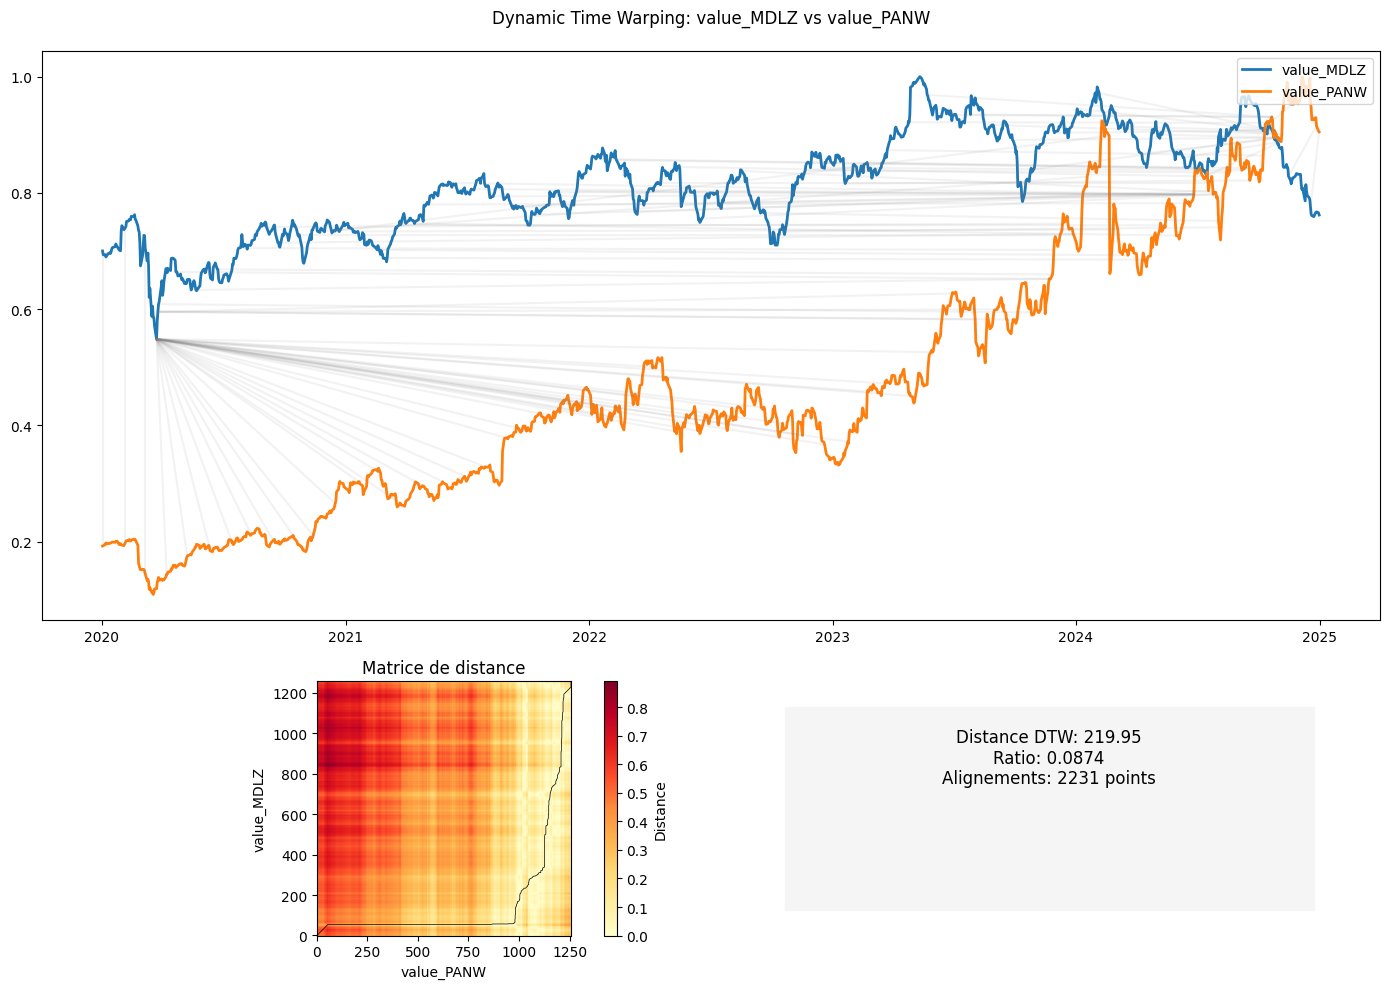 Dynamic Time Warping: value_MDLZ vs value_PANW
value_MDLZ
value_PANW
1.0
0.8
0.6
0.4
0.2
2020 2021 2022 2023 2024 2025
Matrice de distance
value_MDLZ
1200
1000
800
600
400
200
0
0 250 500 750 1000 1250
value_PANW
0.8
0.7
0.6
0.5
0.4
0.3
0.2
0.1
0.0
Distance
Distance DTW: 219.95
Ratio: 0.0874
Alignements: 2231 points